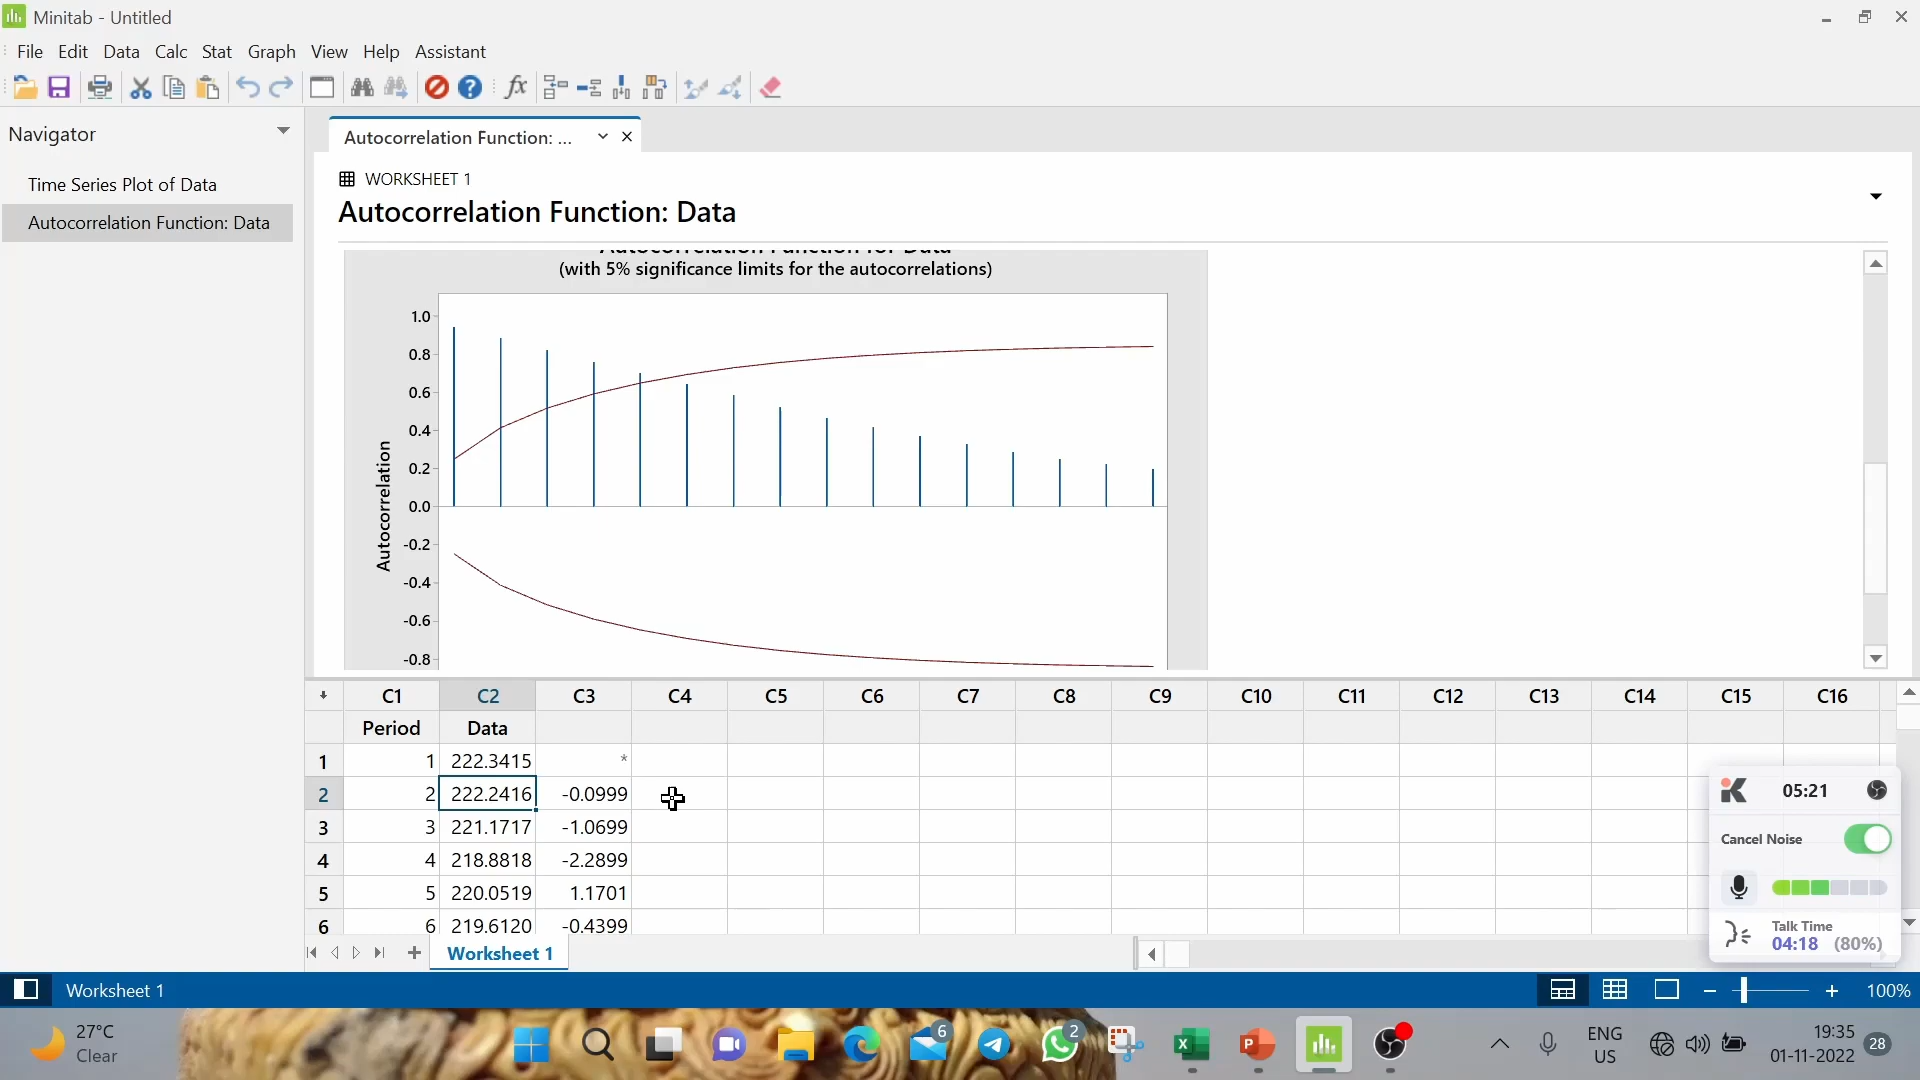 Minitab - Untitled
File Edit Data Calc Stat Graph View Help Assistant
Navigator
Time Series Plot of Data
Autocorrelation Function: Data
Autocorrelation Function: ...
WORKSHEET 1
Autocorrelation Function: Data
Autocorrelation Function for Data
(with 5% significance limits for the autocorrelations)
Autocorrelation
1.0
0.8
0.6
0.4
0.2
0.0
-0.2
-0.4
-0.6
-0.8
C1 C2 C3 C4 C5 C6 C7 C8 C9 C10 C11 C12 C13 C14 C15 C16
Period Data
1 1 222.3415 *
2 2 222.2416 -0.0999
3 3 221.1717 -1.0699
4 4 218.8818 -2.2899
5 5 220.0519 1.1701
6 6 219.6120 -0.4399
Worksheet 1
05:21
Cancel Noise
Talk Time
04:18 (80%)
Worksheet 1
100%
27°C
Clear
6
2
ENG
US
19:35
01-11-2022
28